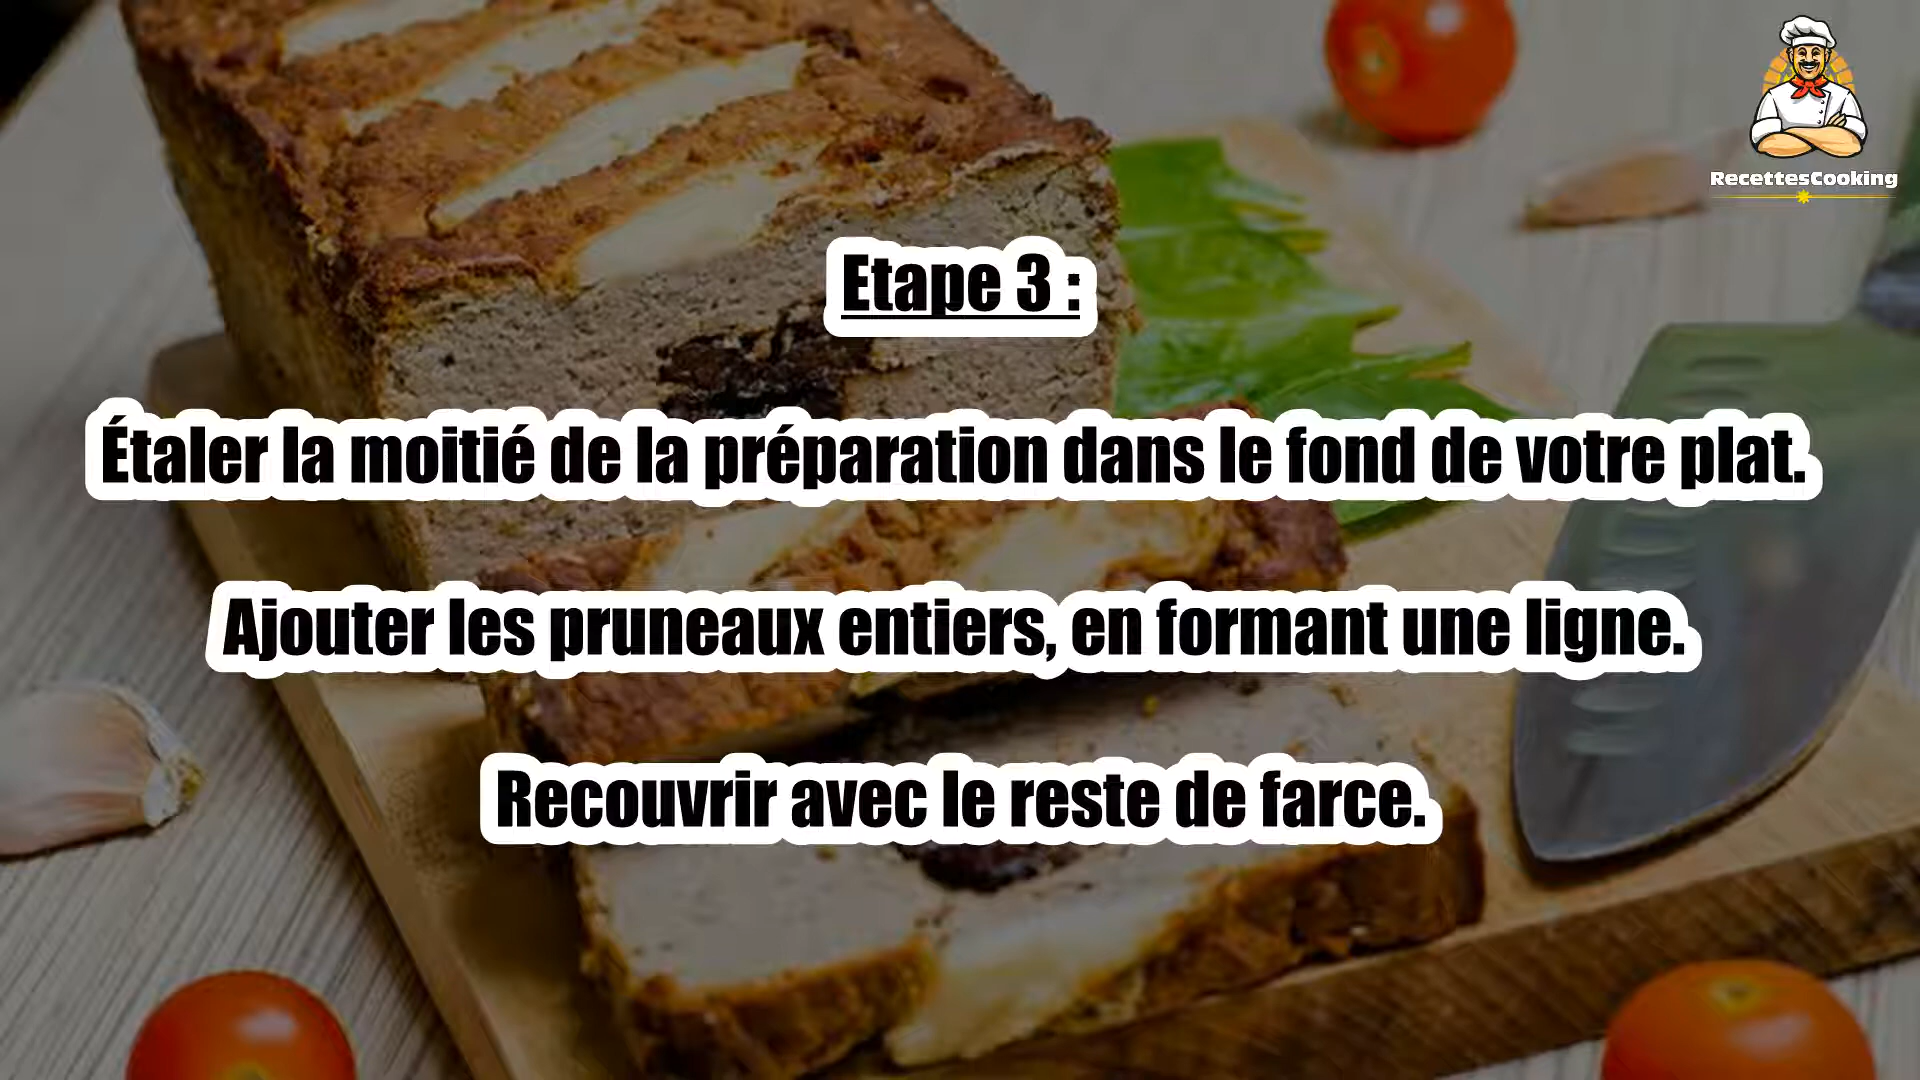 RecettesCooking
Etape 3 :
Étaler la moitié de la préparation dans le fond de votre plat.
Ajouter les pruneaux entiers, en formant une ligne.
Recouvrir avec le reste de farce.